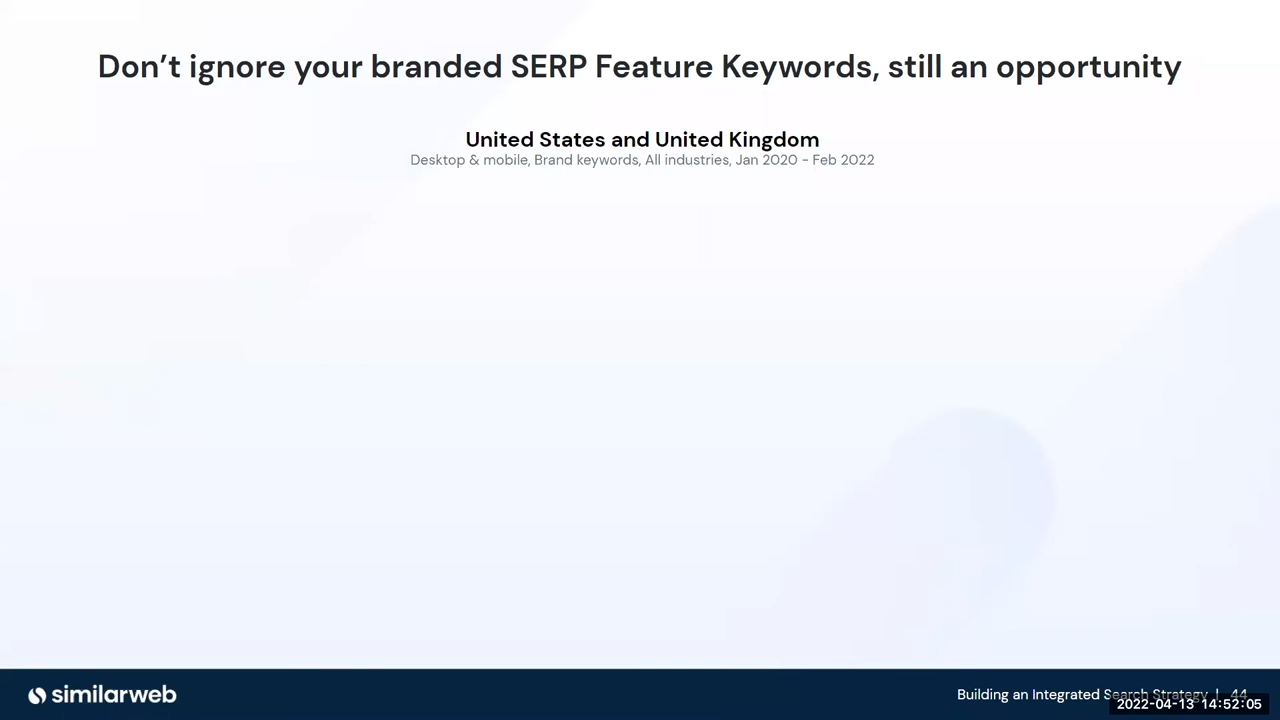 Don't ignore your branded SERP Feature Keywords, still an opportunity
United States and United Kingdom
Desktop & mobile, Brand keywords, All industries, Jan 2020 - Feb 2022
similarweb
Building an Integrated Search Strategy | 44
2022-04-13 14:52:05